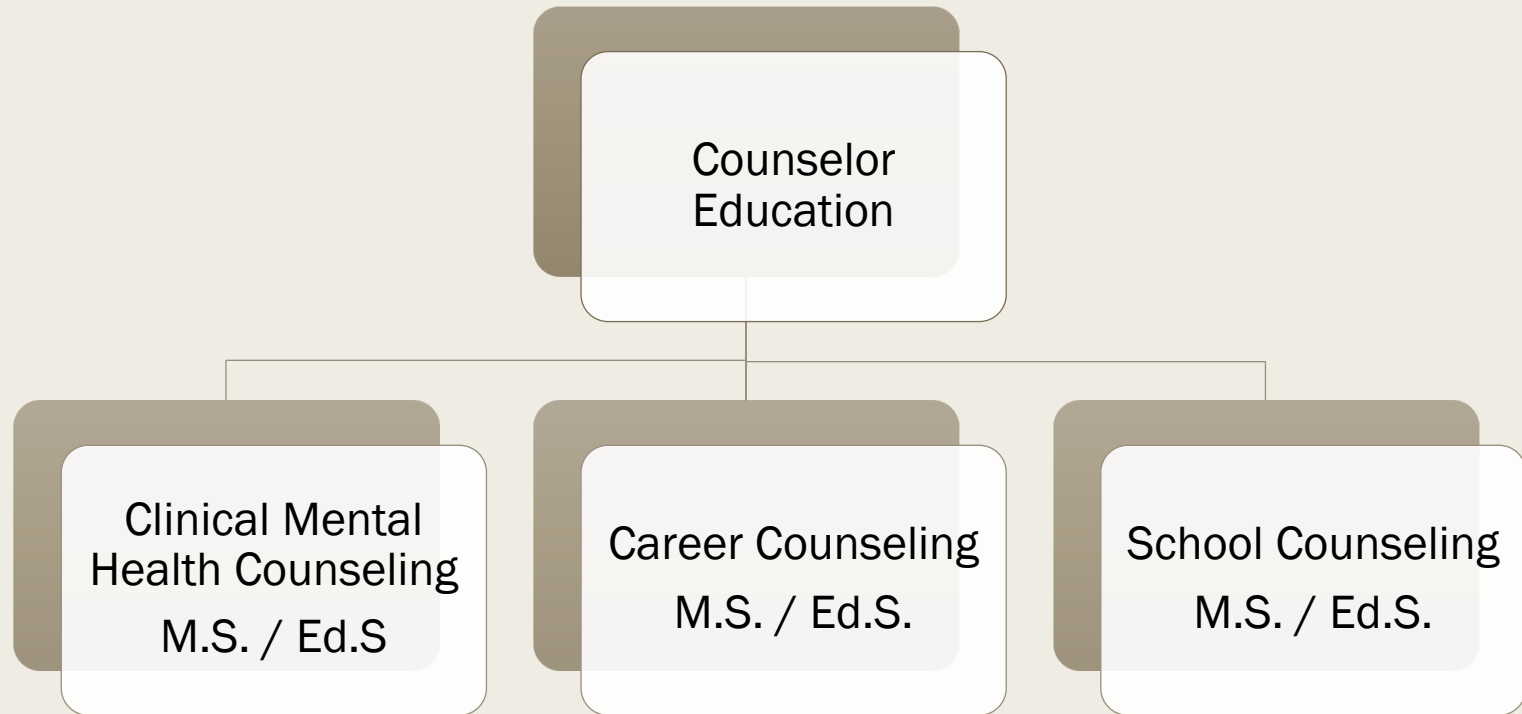 Counselor
Education
Clinical Mental
Health Counseling
M.S. / Ed.S
Career Counseling
M.S. / Ed.S.
School Counseling
M.S. / Ed.S.